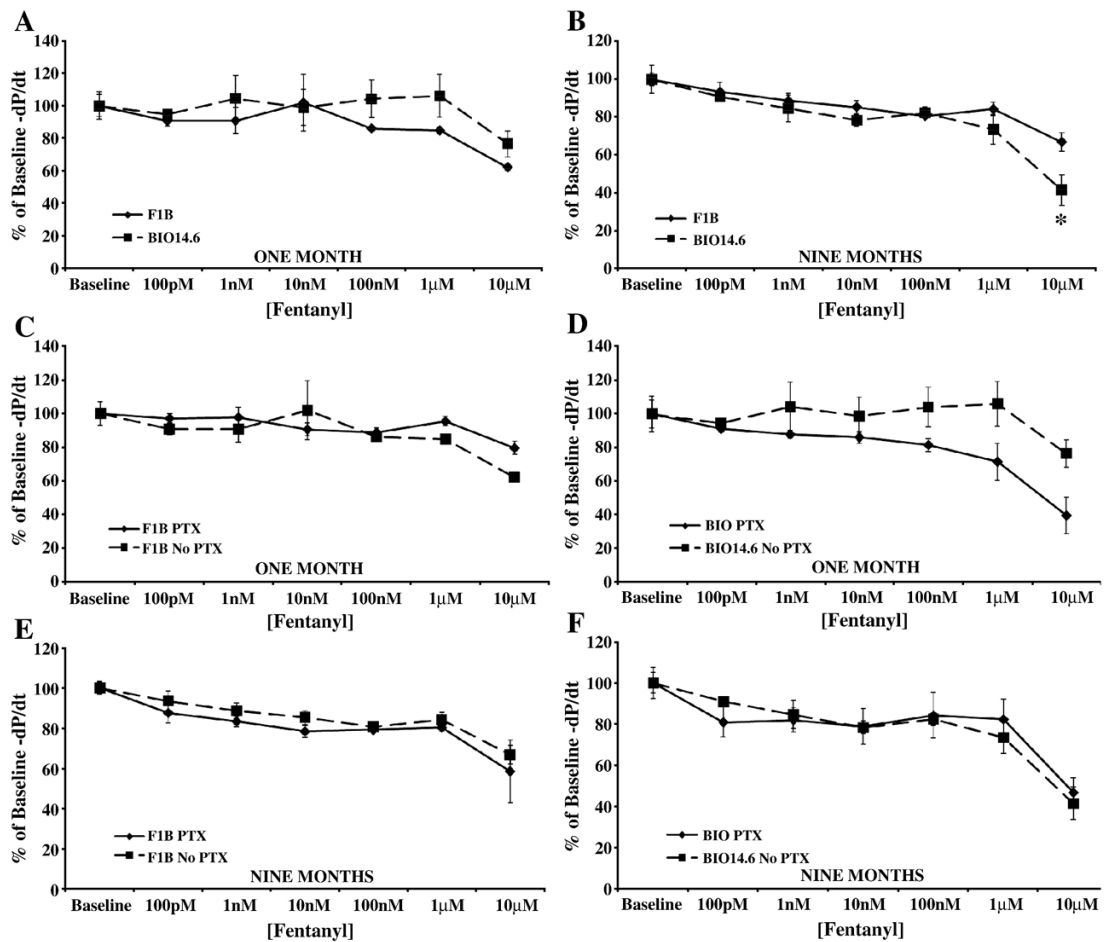 A
140
120
100
80
60
40
20
0
% of Baseline -dP/dt
F1B
BIO14.6
ONE MONTH
Baseline 100pM 1nM 10nM 100nM 1μM 10μM
[Fentanyl]
B
120
100
80
60
40
20
0
% of Baseline -dP/dt
*
F1B
BIO14.6
NINE MONTHS
Baseline 100pM 1nM 10nM 100nM 1μM 10μM
[Fentanyl]
C
140
120
100
80
60
40
20
0
% of Baseline -dP/dt
F1B PTX
F1B No PTX
ONE MONTH
Baseline 100pM 1nM 10nM 100nM 1μM 10μM
[Fentanyl]
D
140
120
100
80
60
40
20
0
% of Baseline -dP/dt
BIO PTX
BIO14.6 No PTX
ONE MONTH
Baseline 100pM 1nM 10nM 100nM 1μM 10μM
[Fentanyl]
E
120
100
80
60
40
20
0
% of Baseline -dP/dt
F1B PTX
F1B No PTX
NINE MONTHS
Baseline 100pM 1nM 10nM 100nM 1μM 10μM
[Fentanyl]
F
120
100
80
60
40
20
0
% of Baseline -dP/dt
BIO PTX
BIO14.6 No PTX
NINE MONTHS
Baseline 100pM 1nM 10nM 100nM 1μM 10μM
[Fentanyl]